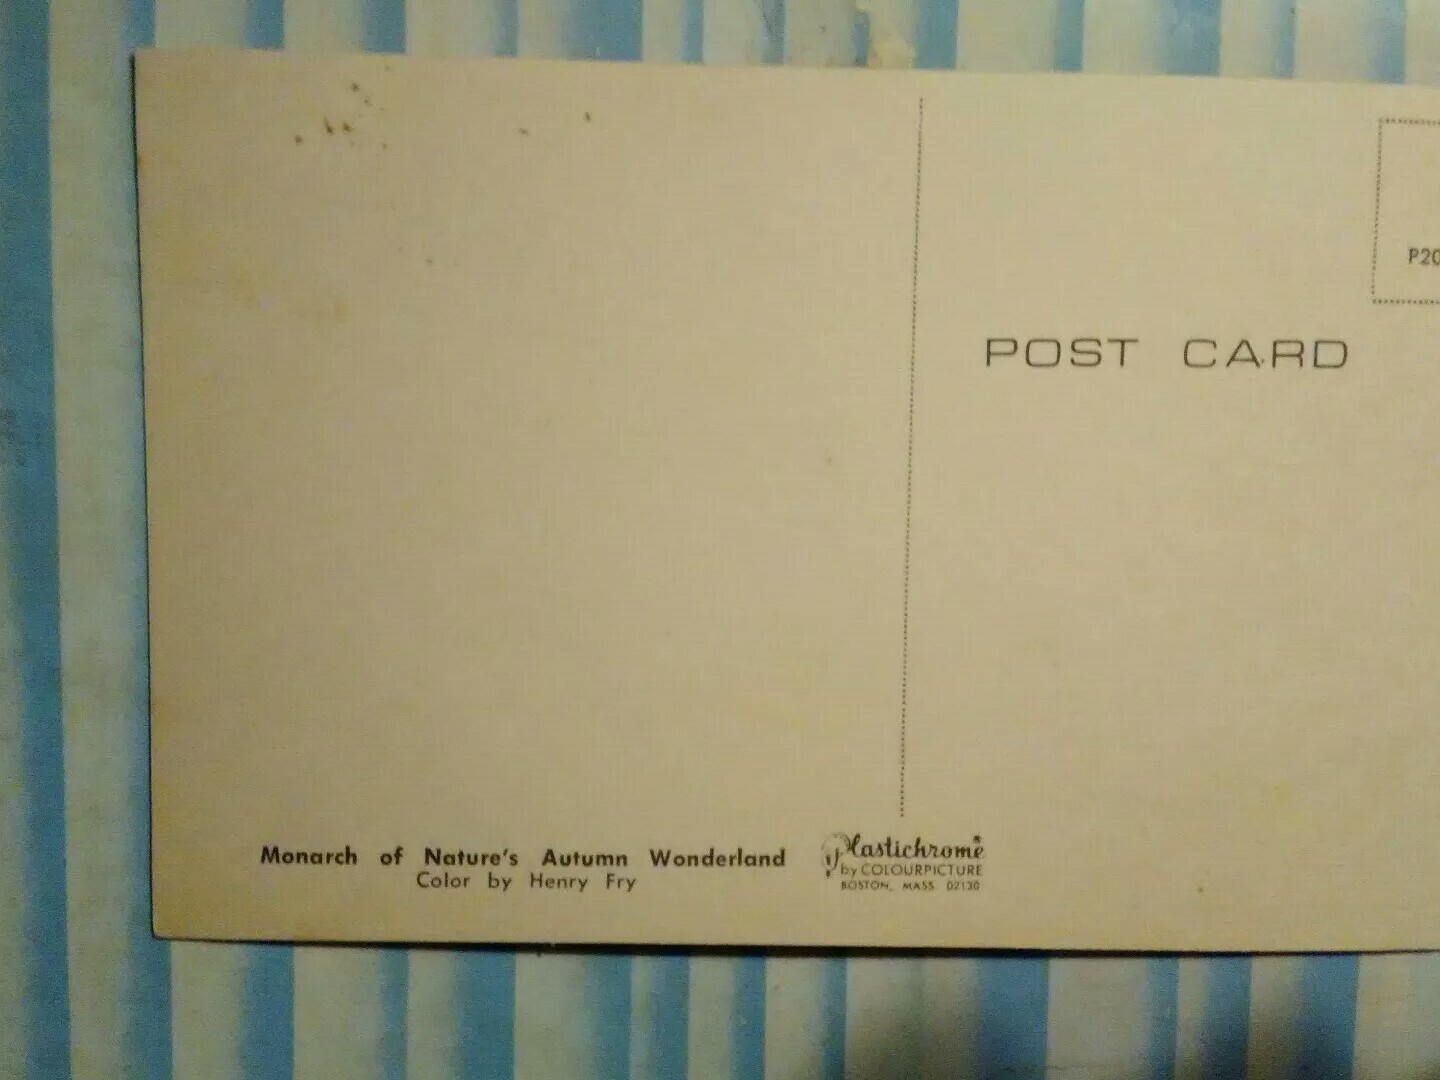 P20
POST CARD
Monarch of Nature's Autumn Wonderland
Color by Henry Fry
Plastichrome
by COLOURPICTURE
BOSTON, MASS 02130